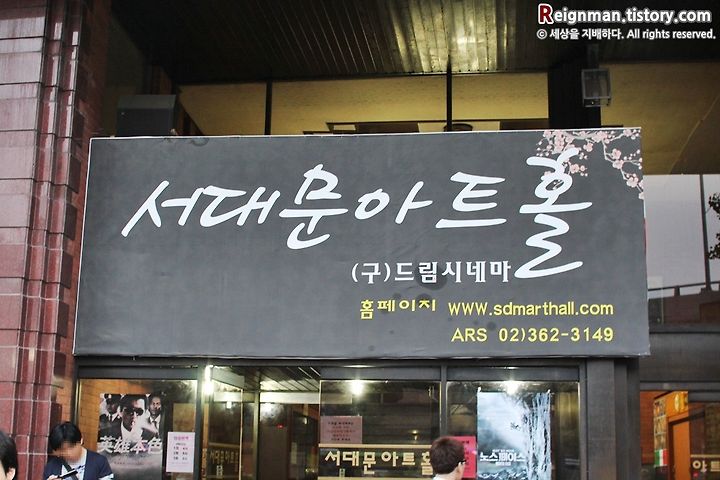 Reignman.tistory.com
© 세상을 지배하다. All rights reserved.
서대문아트홀
(구)드림시네마
홈페이지 www.sdmarthall.com
ARS 02)362-3149
英雄本色
서대문아트홀
노스페이스